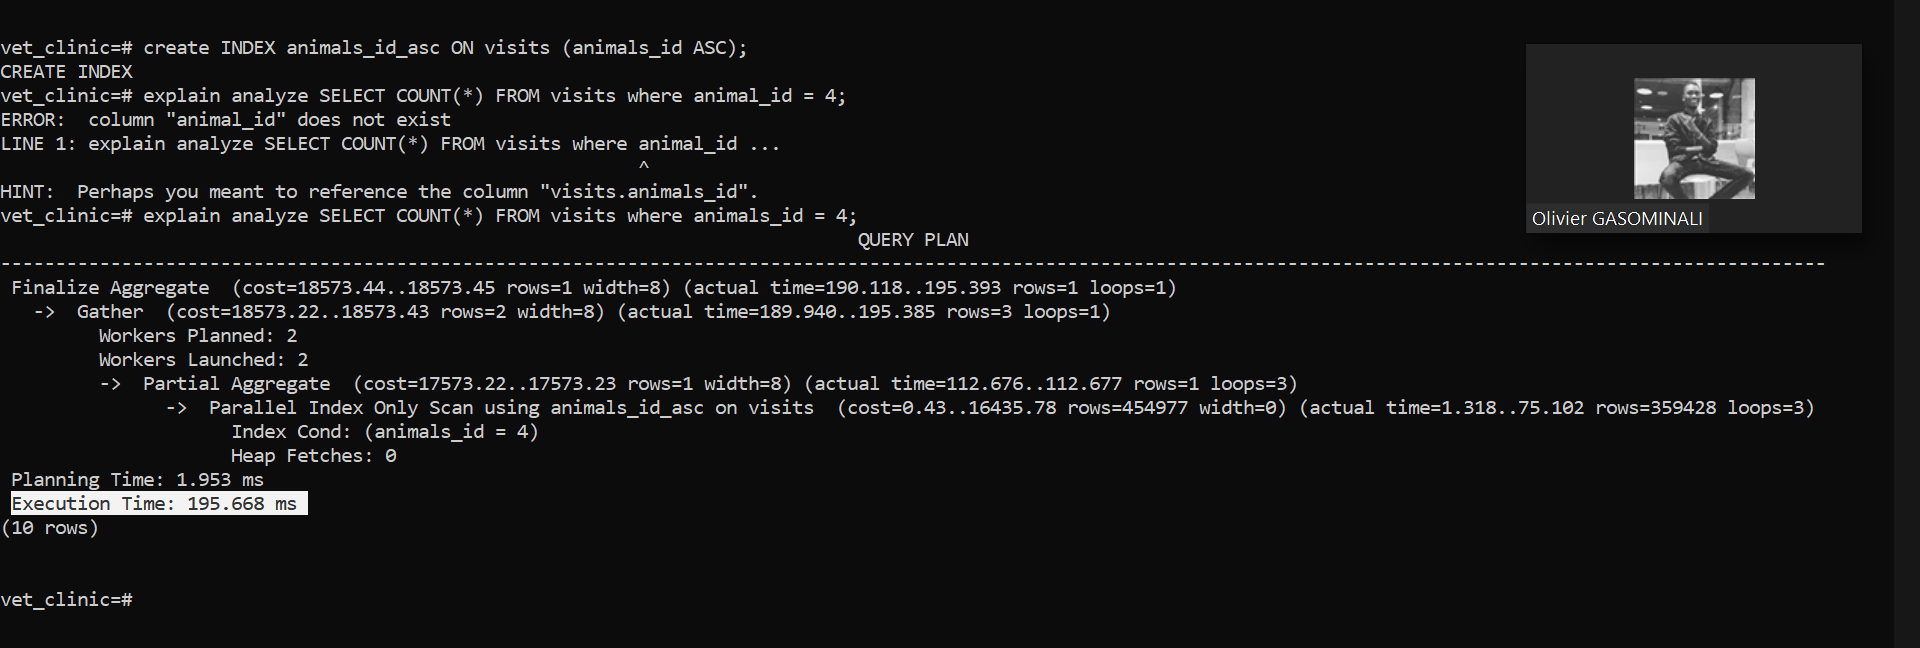 vet_clinic=# create INDEX animals_id_asc ON visits (animals_id ASC);
CREATE INDEX
vet_clinic=# explain analyze SELECT COUNT(*) FROM visits where animal_id = 4;
ERROR:  column "animal_id" does not exist
LINE 1: explain analyze SELECT COUNT(*) FROM visits where animal_id ...
^
HINT:  Perhaps you meant to reference the column "visits.animals_id".
vet_clinic=# explain analyze SELECT COUNT(*) FROM visits where animals_id = 4;
QUERY PLAN
----------------------------------------------------------------------------------------------------------------------------------------------------------------------
Finalize Aggregate  (cost=18573.44..18573.45 rows=1 width=8) (actual time=190.118..195.393 rows=1 loops=1)
->  Gather  (cost=18573.22..18573.43 rows=2 width=8) (actual time=189.940..195.385 rows=3 loops=1)
Workers Planned: 2
Workers Launched: 2
->  Partial Aggregate  (cost=17573.22..17573.23 rows=1 width=8) (actual time=112.676..112.677 rows=1 loops=3)
->  Parallel Index Only Scan using animals_id_asc on visits  (cost=0.43..16435.78 rows=454977 width=0) (actual time=1.318..75.102 rows=359428 loops=3)
Index Cond: (animals_id = 4)
Heap Fetches: 0
Planning Time: 1.953 ms
Execution Time: 195.668 ms
(10 rows)
vet_clinic=#
Olivier GASOMINALI